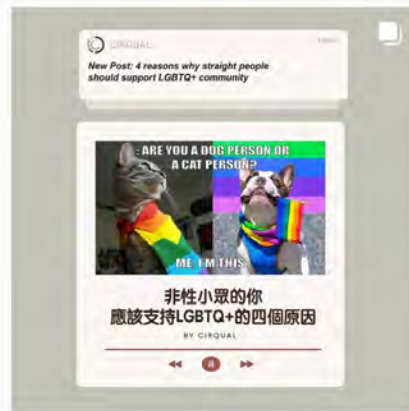 CIRQUAL
New Post: 4 reasons why straight people
should support LGBTQ+ community
: ARE YOU A DOG PERSON OR
A CAT PERSON?
ME: I'M THIS
非性小眾的你
應該支持LGBTQ+的四個原因
BY CIRQUAL